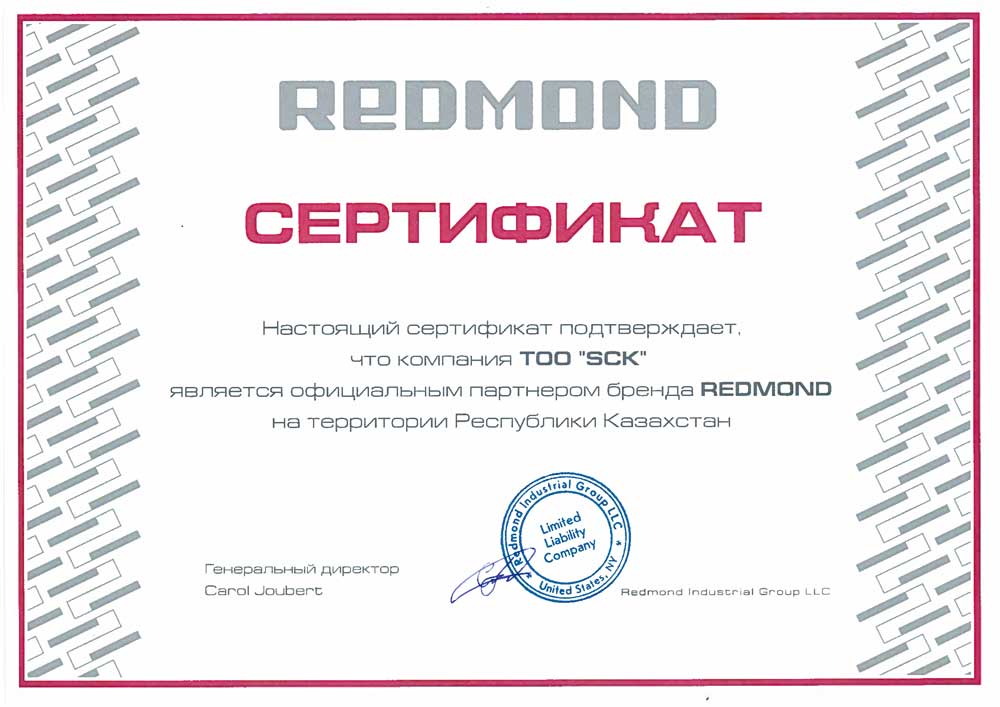 REDMOND
СЕРТИФИКАТ
Настоящий сертификат подтверждает,
что компания ТОО "SCK"
является официальным партнером бренда REDMOND
на территории Республики Казахстан
Redmond Industrial Group LLC
Limited
Liability
Company
* United States, NY *
Генеральный директор
Carol Joubert
Redmond Industrial Group LLC